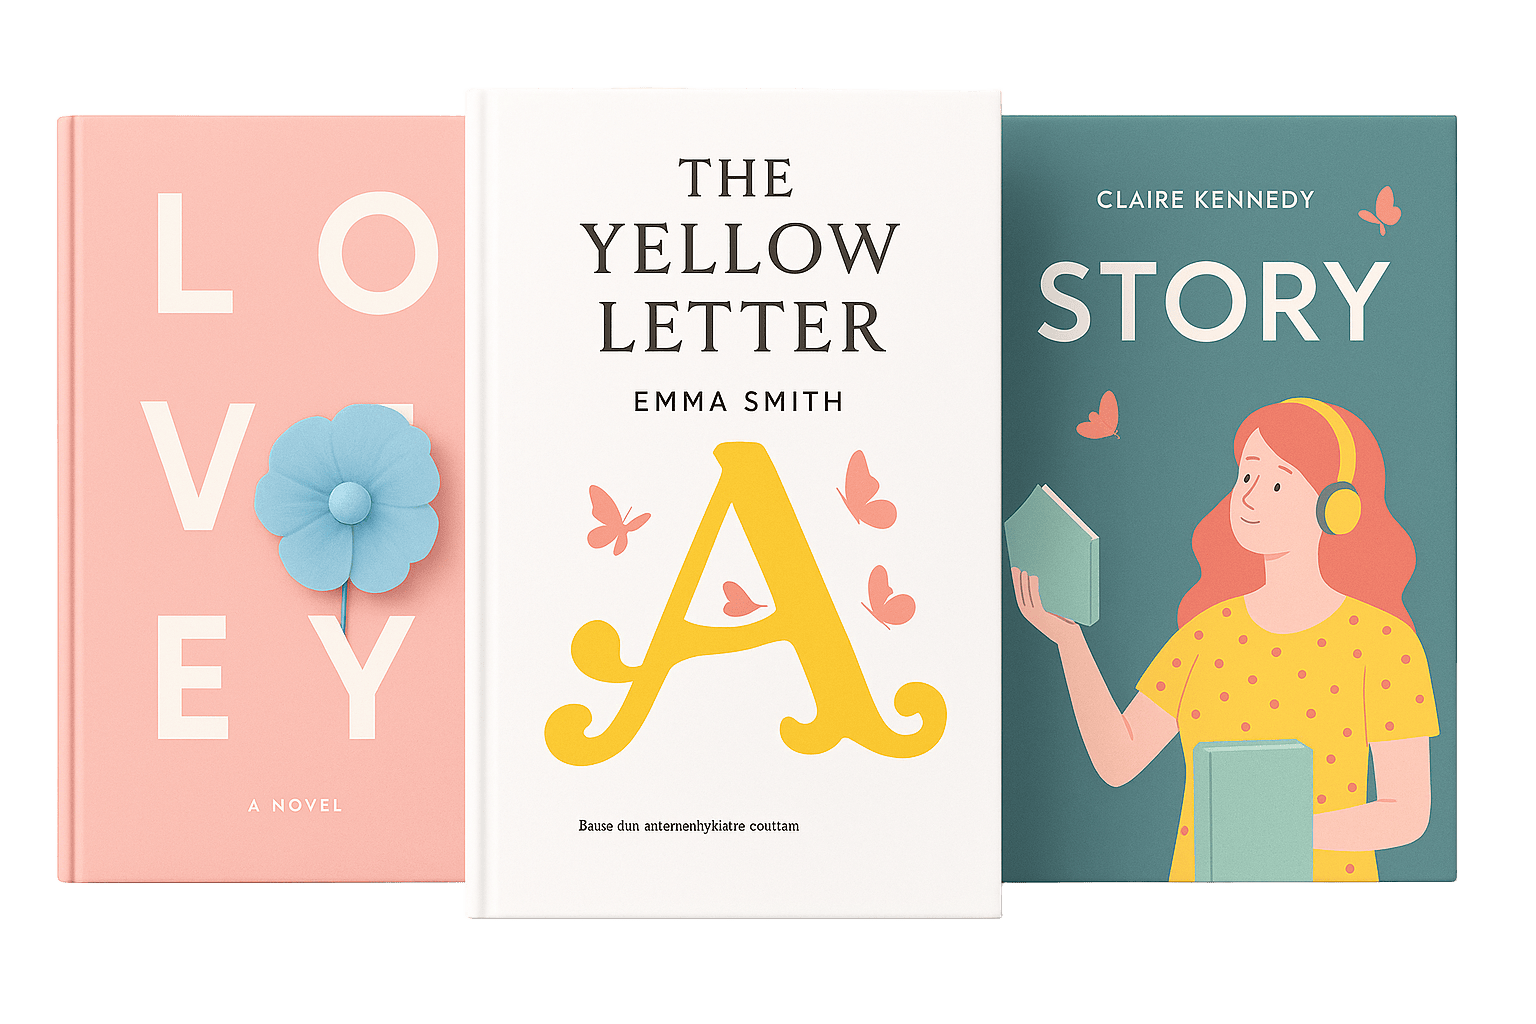 L O
V
E Y
A NOVEL
THE
YELLOW
LETTER
EMMA SMITH
A
Bause dun anternenhykiatre couttam
CLAIRE KENNEDY
STORY